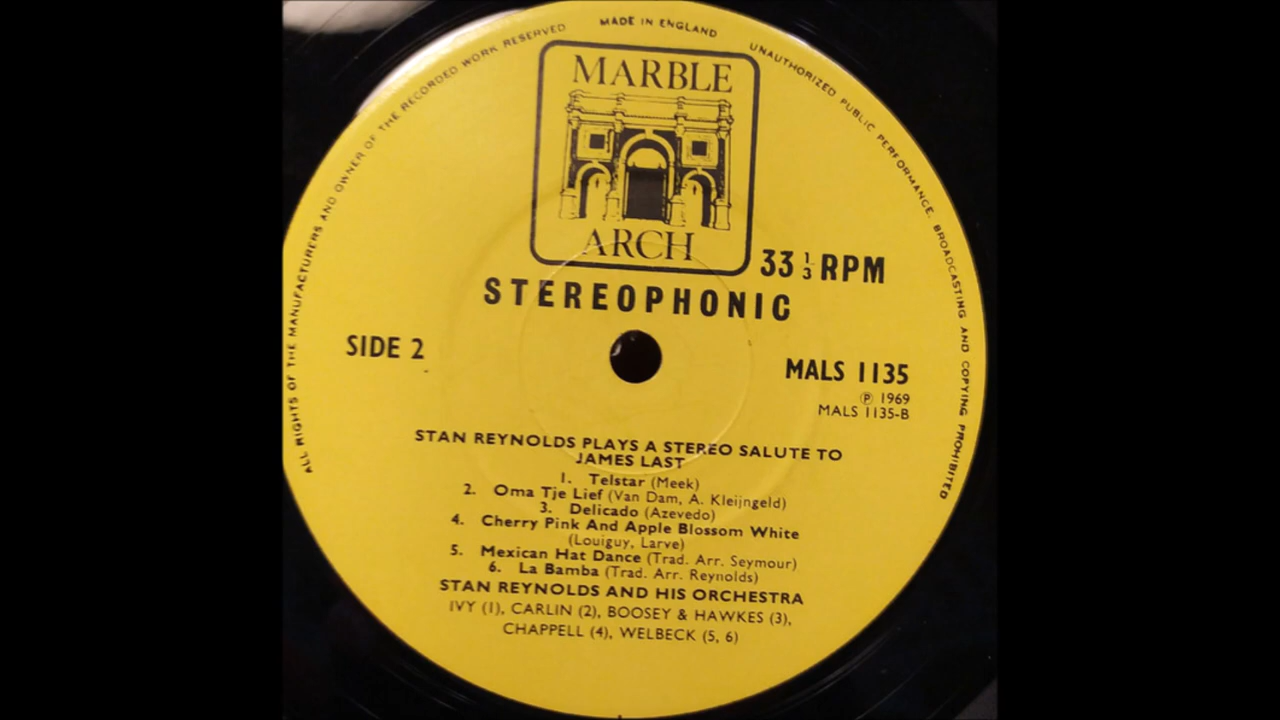 ALL RIGHTS OF THE MANUFACTURERS AND OWNER OF THE RECORDED WORK RESERVED
MADE IN ENGLAND
UNAUTHORIZED PUBLIC PERFORMANCE, BROADCASTING AND COPYING PROHIBITED
MARBLE
ARCH
33 1/3 RPM
STEREOPHONIC
SIDE 2
MALS 1135
℗ 1969
MALS 1135-B
STAN REYNOLDS PLAYS A STEREO SALUTE TO
JAMES LAST
1. Telstar (Meek)
2. Oma Tje Lief (Van Dam, A. Kleijngeld)
3. Delicado (Azevedo)
4. Cherry Pink And Apple Blossom White
(Louiguy, Larve)
5. Mexican Hat Dance (Trad. Arr. Seymour)
6. La Bamba (Trad. Arr. Reynolds)
STAN REYNOLDS AND HIS ORCHESTRA
IVY (1), CARLIN (2), BOOSEY & HAWKES (3),
CHAPPELL (4), WELBECK (5, 6)